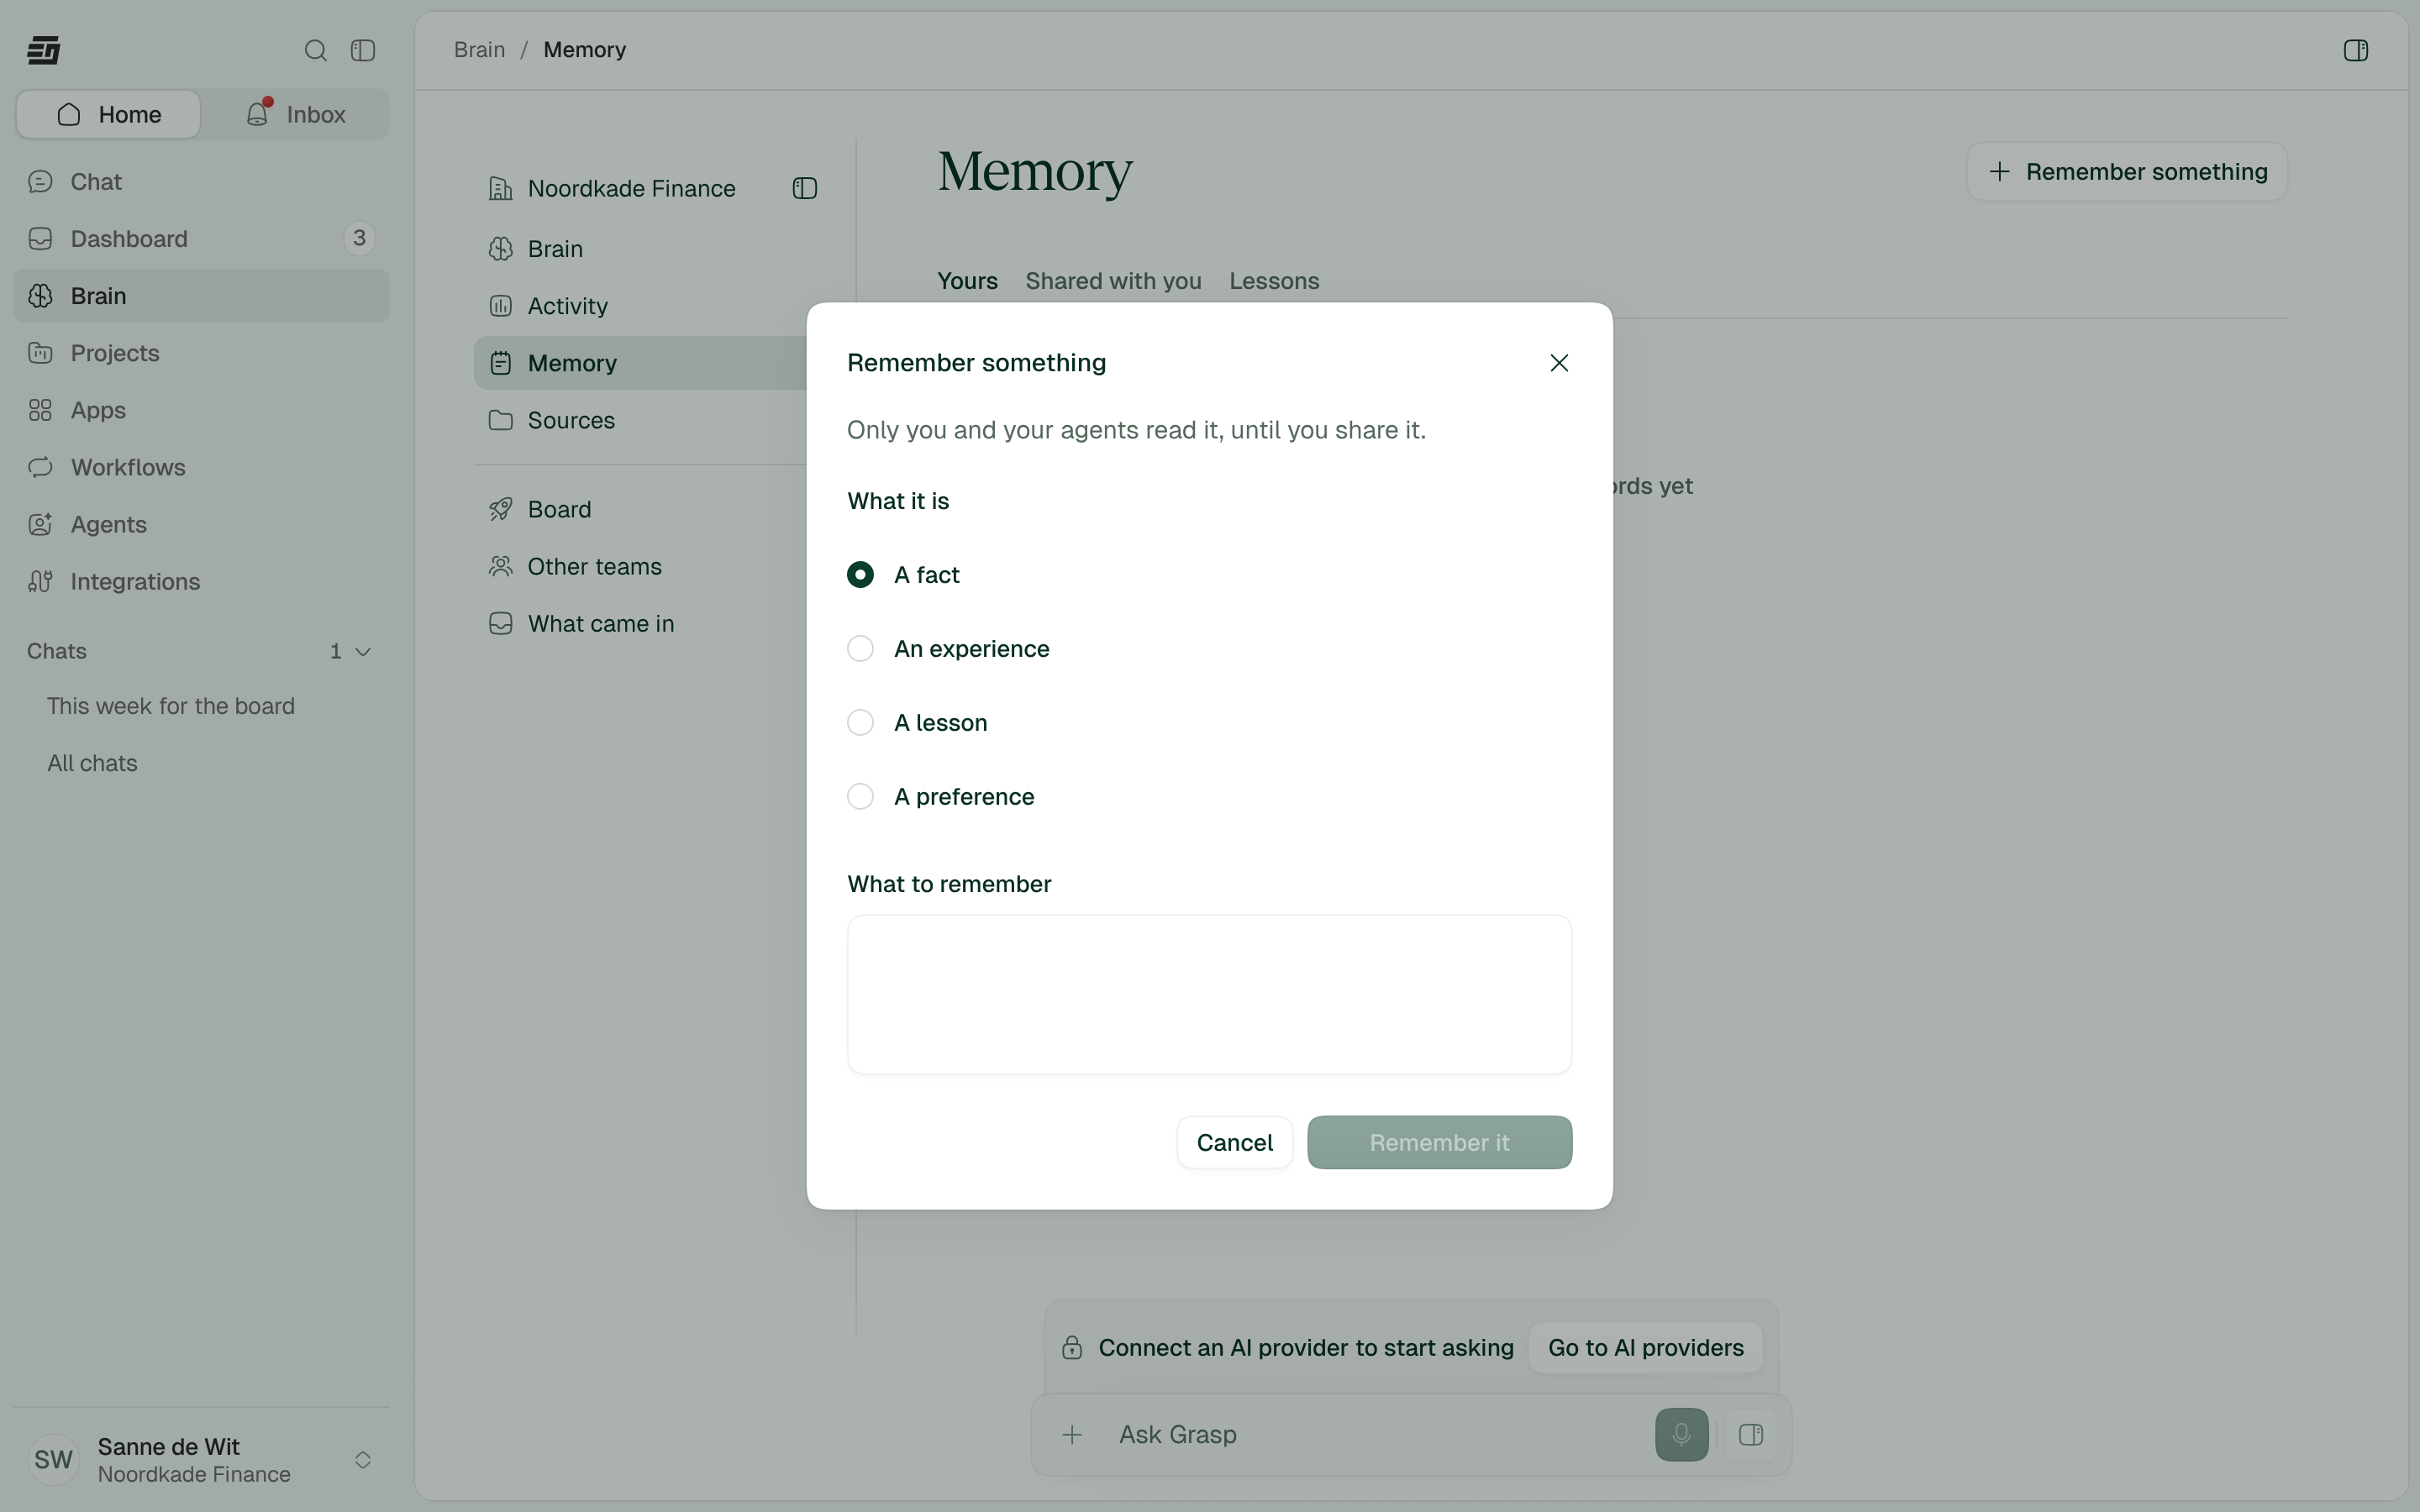 Home
Inbox
Chat
Dashboard
3
Brain
Projects
Apps
Workflows
Agents
Integrations
Chats
1
This week for the board
All chats
SW
Sanne de Wit
Noordkade Finance
Brain / Memory
Noordkade Finance
Brain
Activity
Memory
Sources
Board
Other teams
What came in
Memory
Remember something
Yours
Shared with you
Lessons
yet
Remember something
Only you and your agents read it, until you share it.
What it is
A fact
An experience
A lesson
A preference
What to remember
Cancel
Remember it
Connect an AI provider to start asking
Go to AI providers
Ask Grasp